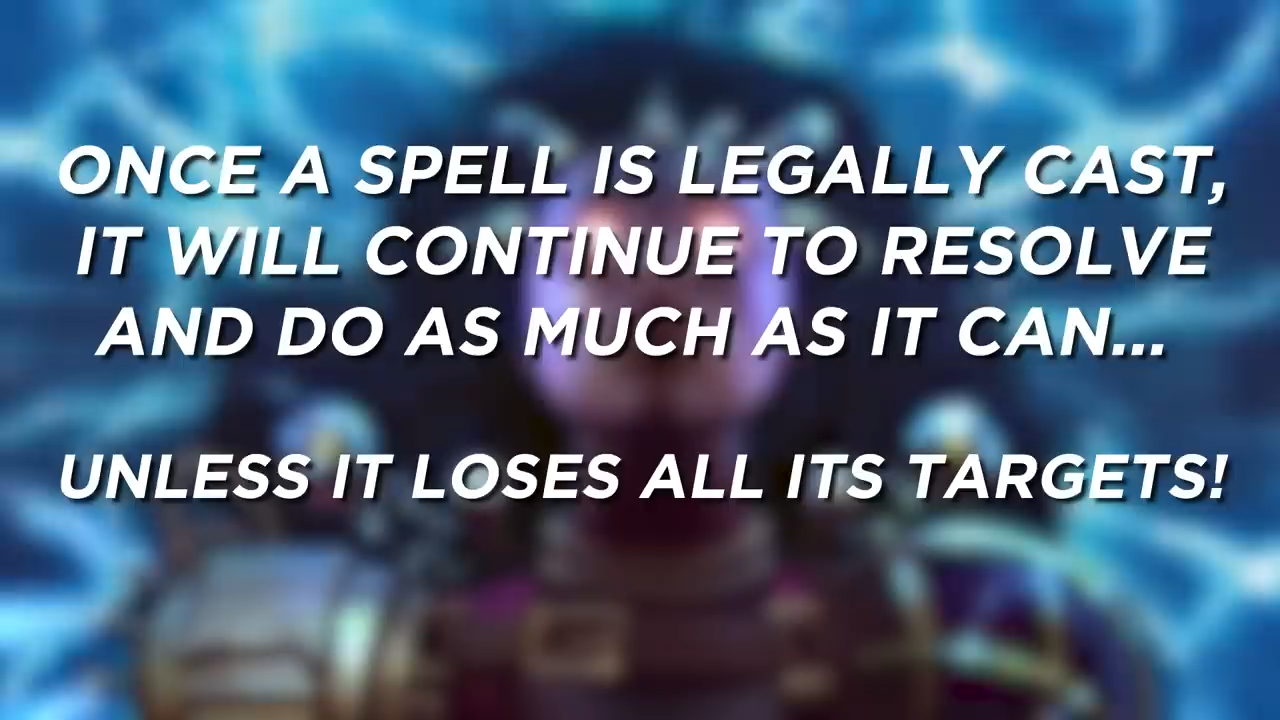 ONCE A SPELL IS LEGALLY CAST,
IT WILL CONTINUE TO RESOLVE
AND DO AS MUCH AS IT CAN...
UNLESS IT LOSES ALL ITS TARGETS!